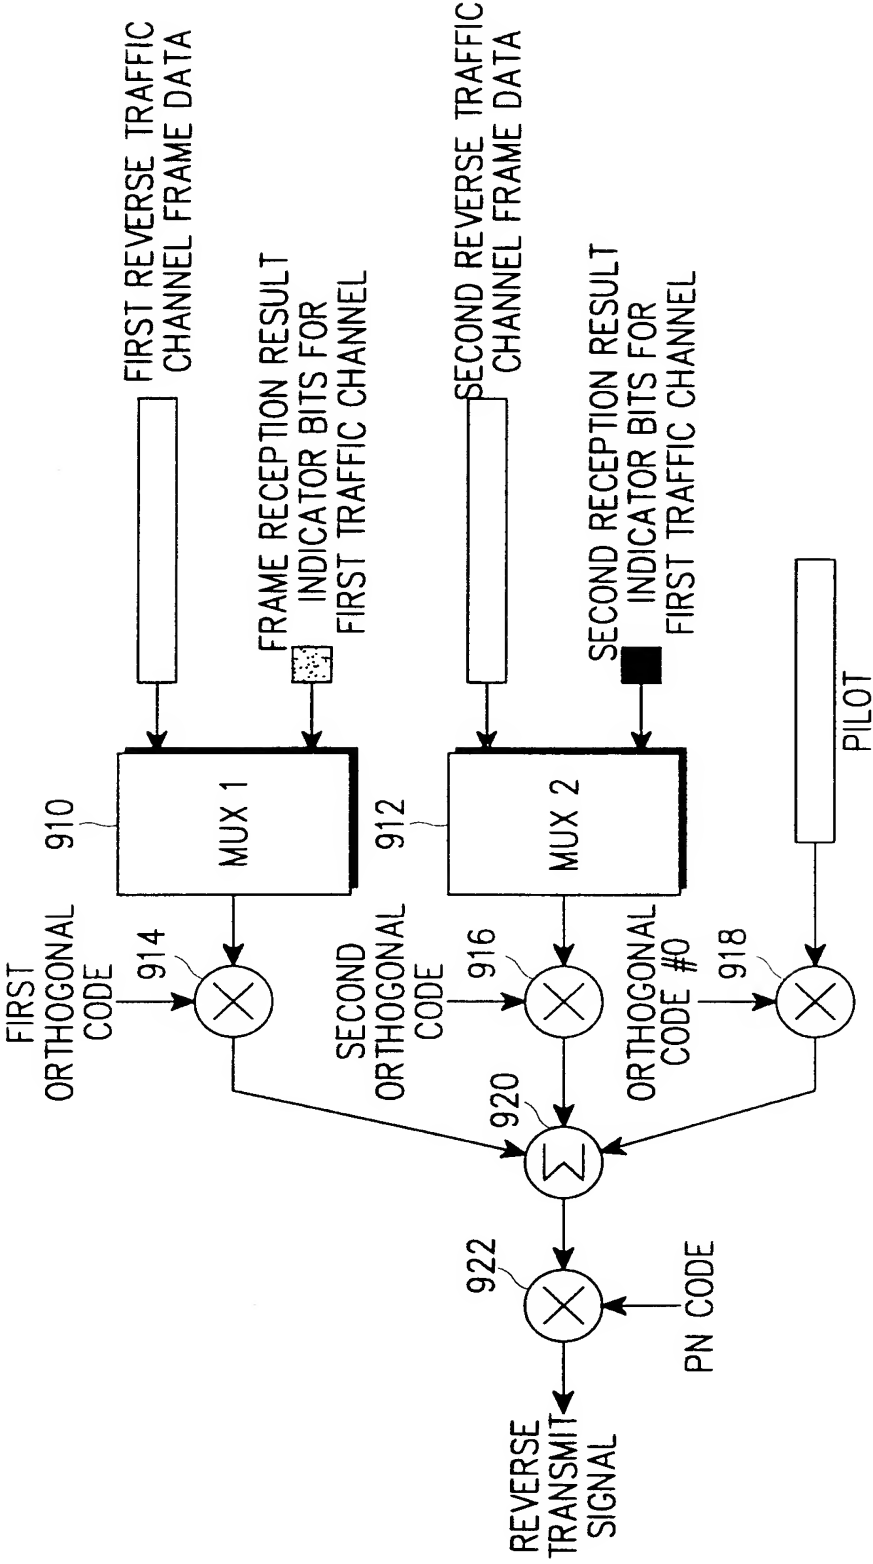 FIRST REVERSE TRAFFIC
CHANNEL FRAME DATA
FRAME RECEPTION RESULT
INDICATOR BITS FOR
FIRST TRAFFIC CHANNEL
910
MUX 1
FIRST
ORTHOGONAL
CODE
914
SECOND REVERSE TRAFFIC
CHANNEL FRAME DATA
SECOND RECEPTION RESULT
INDICATOR BITS FOR
FIRST TRAFFIC CHANNEL
912
MUX 2
SECOND
ORTHOGONAL
CODE
916
PILOT
ORTHOGONAL
CODE #0
918
920
Σ
922
PN CODE
REVERSE
TRANSMIT
SIGNAL